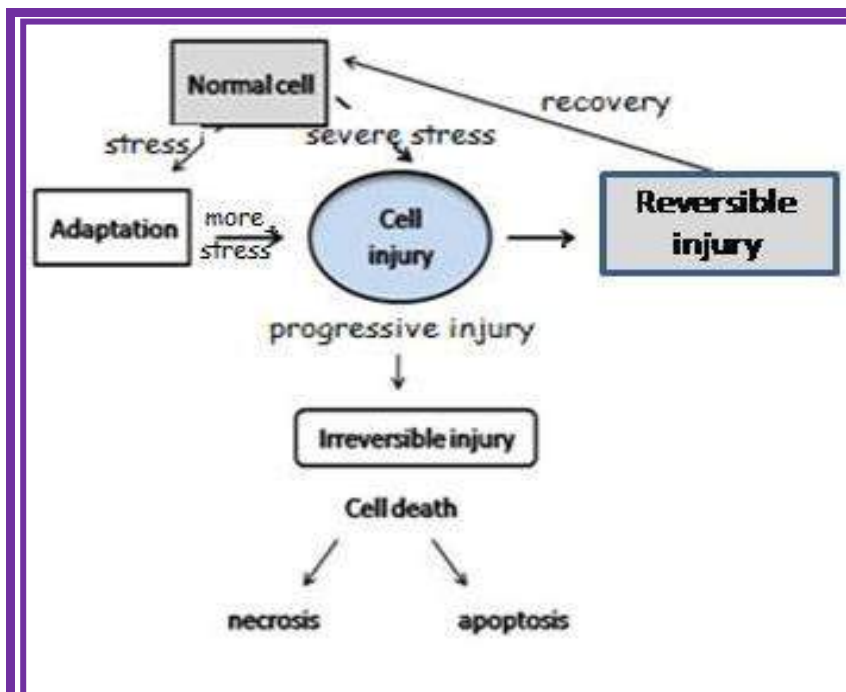 Normal cell
recovery
stress
severe stress
Adaptation
more
stress
Cell
injury
Reversible
injury
progressive injury
Irreversible injury
Cell death
necrosis
apoptosis